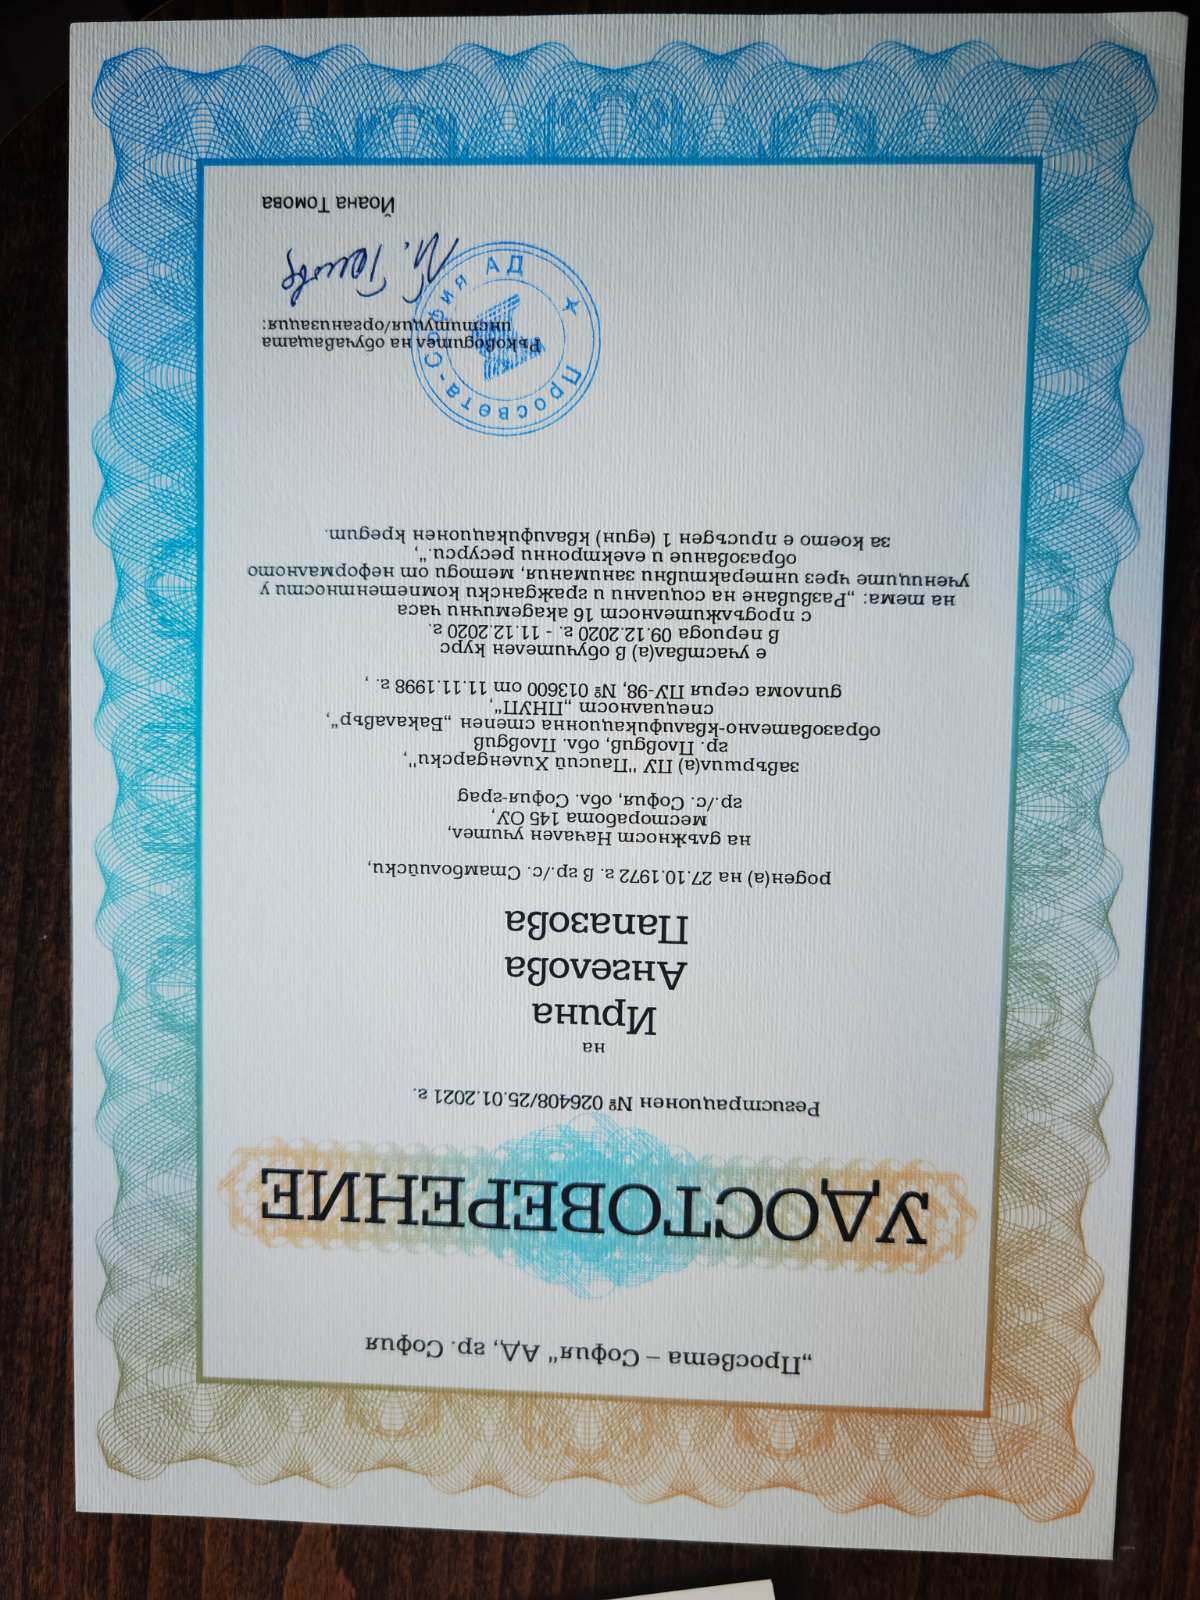 „Просвета – София“ АД, гр. София
УДОСТОВЕРЕНИЕ
Регистрационен № 026408/25.01.2021 г.
на
Ирина
Ангелова
Папазова
роден(а) на 27.10.1972 г. в гр./с. Стамболийски,
на длъжност Начален учител,
месторабота 145 ОУ,
гр./с. София, обл. София-град
завършил(а) ПУ "Паисий Хилендарски",
гр. Пловдив, обл. Пловдив
образователно-квалификационна степен „Бакалавър“,
специалност „ПНУП“,
диплома серия ПУ-98, № 013600 от 11.11.1998 г. ,
е участвал(а) в обучителен курс
в периода 09.12.2020 г. - 11.12.2020 г.
с продължителност 16 академични часа
на тема: „Развиване на социални и граждански компетентности у
учениците чрез интерактивни занимания, методи от неформалното
образование и електронни ресурси.“,
за което е присъден 1 (един) квалификационен кредит.
Ръководител на обучаващата
институция/организация:
Просвета-София АД
Й. Томова
Йоана Томова